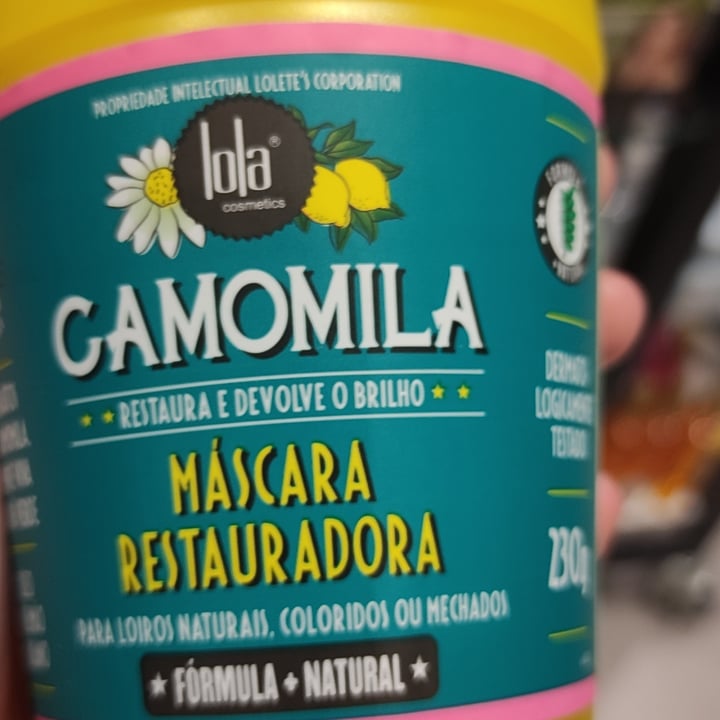 PROPRIEDADE INTELECTUAL LOLETE'S CORPORATION
lola®
cosmetics
CAMOMILA
RESTAURA E DEVOLVE O BRILHO
MÁSCARA
RESTAURADORA
PARA LOIROS NATURAIS, COLORIDOS OU MECHADOS
FÓRMULA + NATURAL
DERMATO
LOGICAMENTE
TESTADO
230g